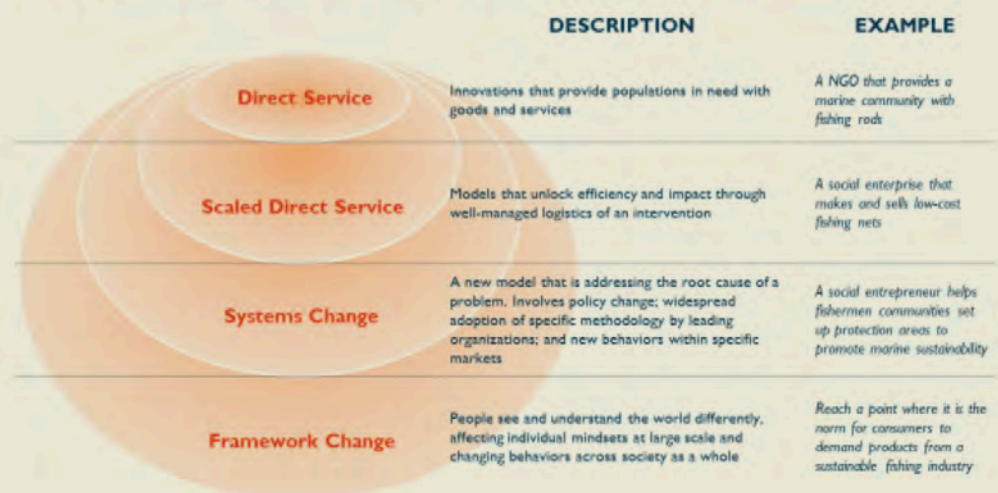 DESCRIPTION
EXAMPLE
Direct Service
Innovations that provide populations in need with
goods and services
A NGO that provides a
marine community with
fishing rods
Scaled Direct Service
Models that unlock efficiency and impact through
well-managed logistics of an intervention
A social enterprise that
makes and sells low-cost
fishing nets
Systems Change
A new model that is addressing the root cause of a
problem. Involves policy change; widespread
adoption of specific methodology by leading
organizations; and new behaviors within specific
markets
A social entrepreneur helps
fishermen communities set
up protection areas to
promote marine sustainability
Framework Change
People see and understand the world differently,
affecting individual mindsets at large scale and
changing behaviors across society as a whole
Reach a point where it is the
norm for consumers to
demand products from a
sustainable fishing industry